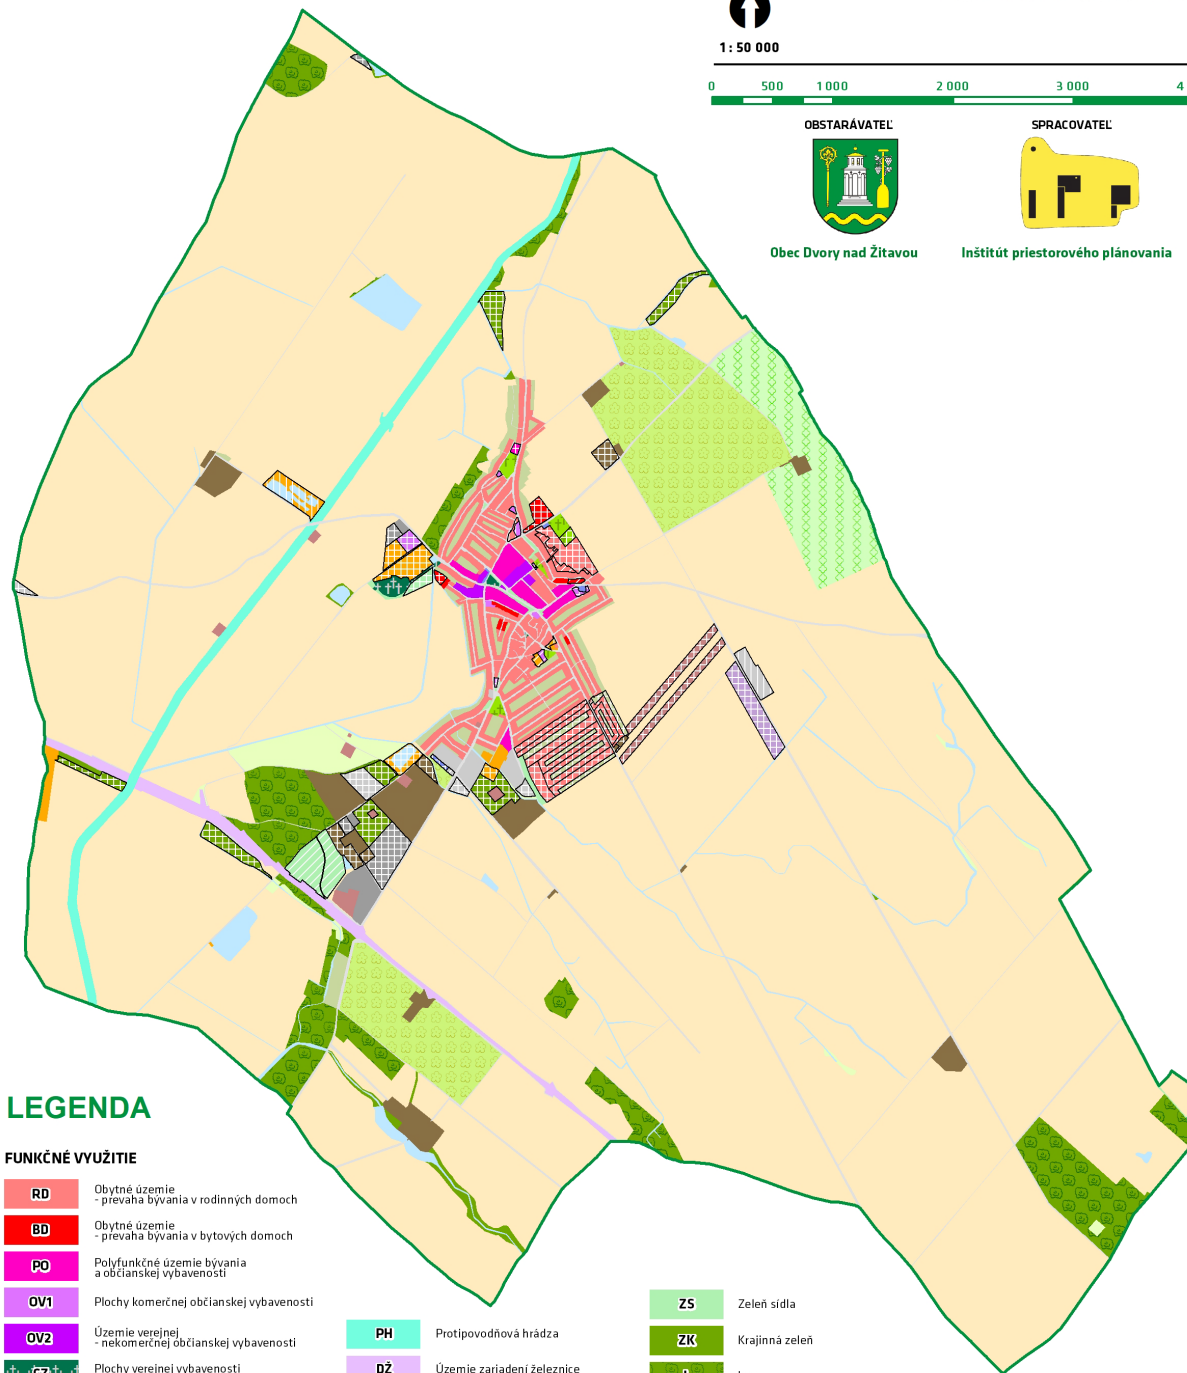 1 : 50 000
0 500 1 000 2 000 3 000 4
OBSTARÁVATEĽ
SPRACOVATEĽ
Obec Dvory nad Žitavou
Inštitút priestorového plánovania
LEGENDA
FUNKČNÉ VYUŽITIE
RD Obytné územie
- prevaha bývania v rodinných domoch
BD Obytné územie
- prevaha bývania v bytových domoch
PO Polyfunkčné územie bývania
a občianskej vybavenosti
OV1 Plochy komerčnej občianskej vybavenosti
OV2 Územie verejnej
- nekomerčnej občianskej vybavenosti
Plochy verejnej vybavenosti
PH Protipovodňová hrádza
DŽ Územie zariadení železnice
ZS Zeleň sídla
ZK Krajinná zeleň